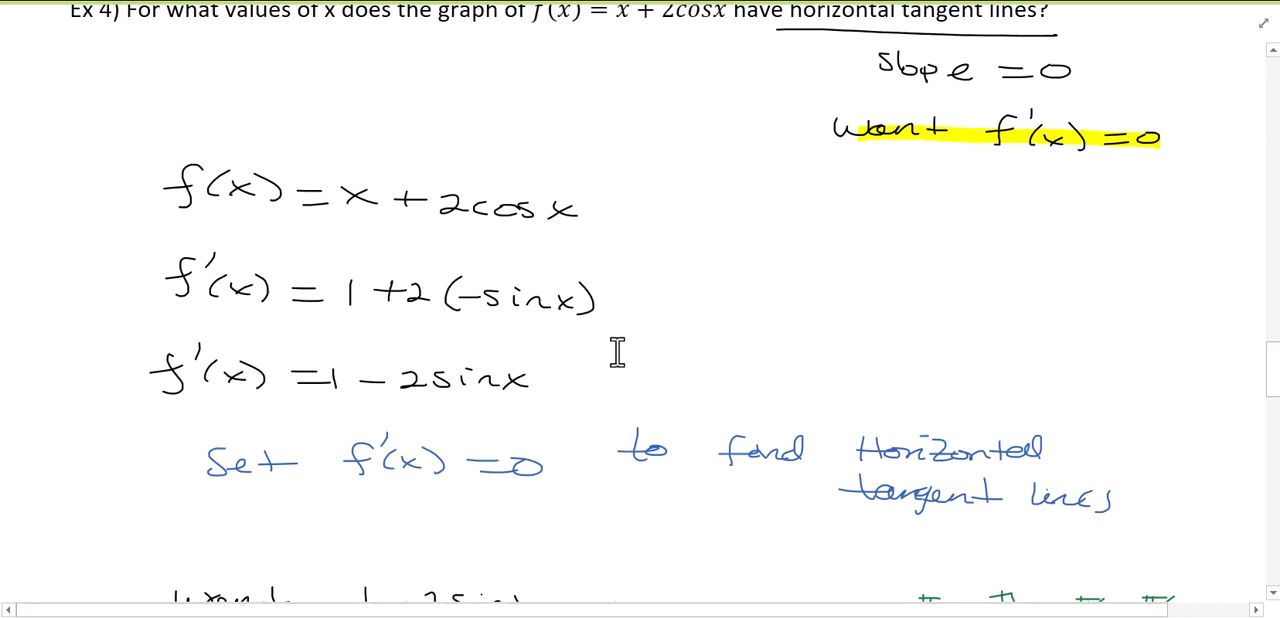 Ex 4) For what values of x does the graph of f(x) = x + 2cosx have horizontal tangent lines?
slope = 0
want f'(x) = 0
f(x) = x + 2cosx
f'(x) = 1 + 2(-sinx)
f'(x) = 1 - 2sinx
Set f'(x) = 0 to find Horizontal
tangent lines